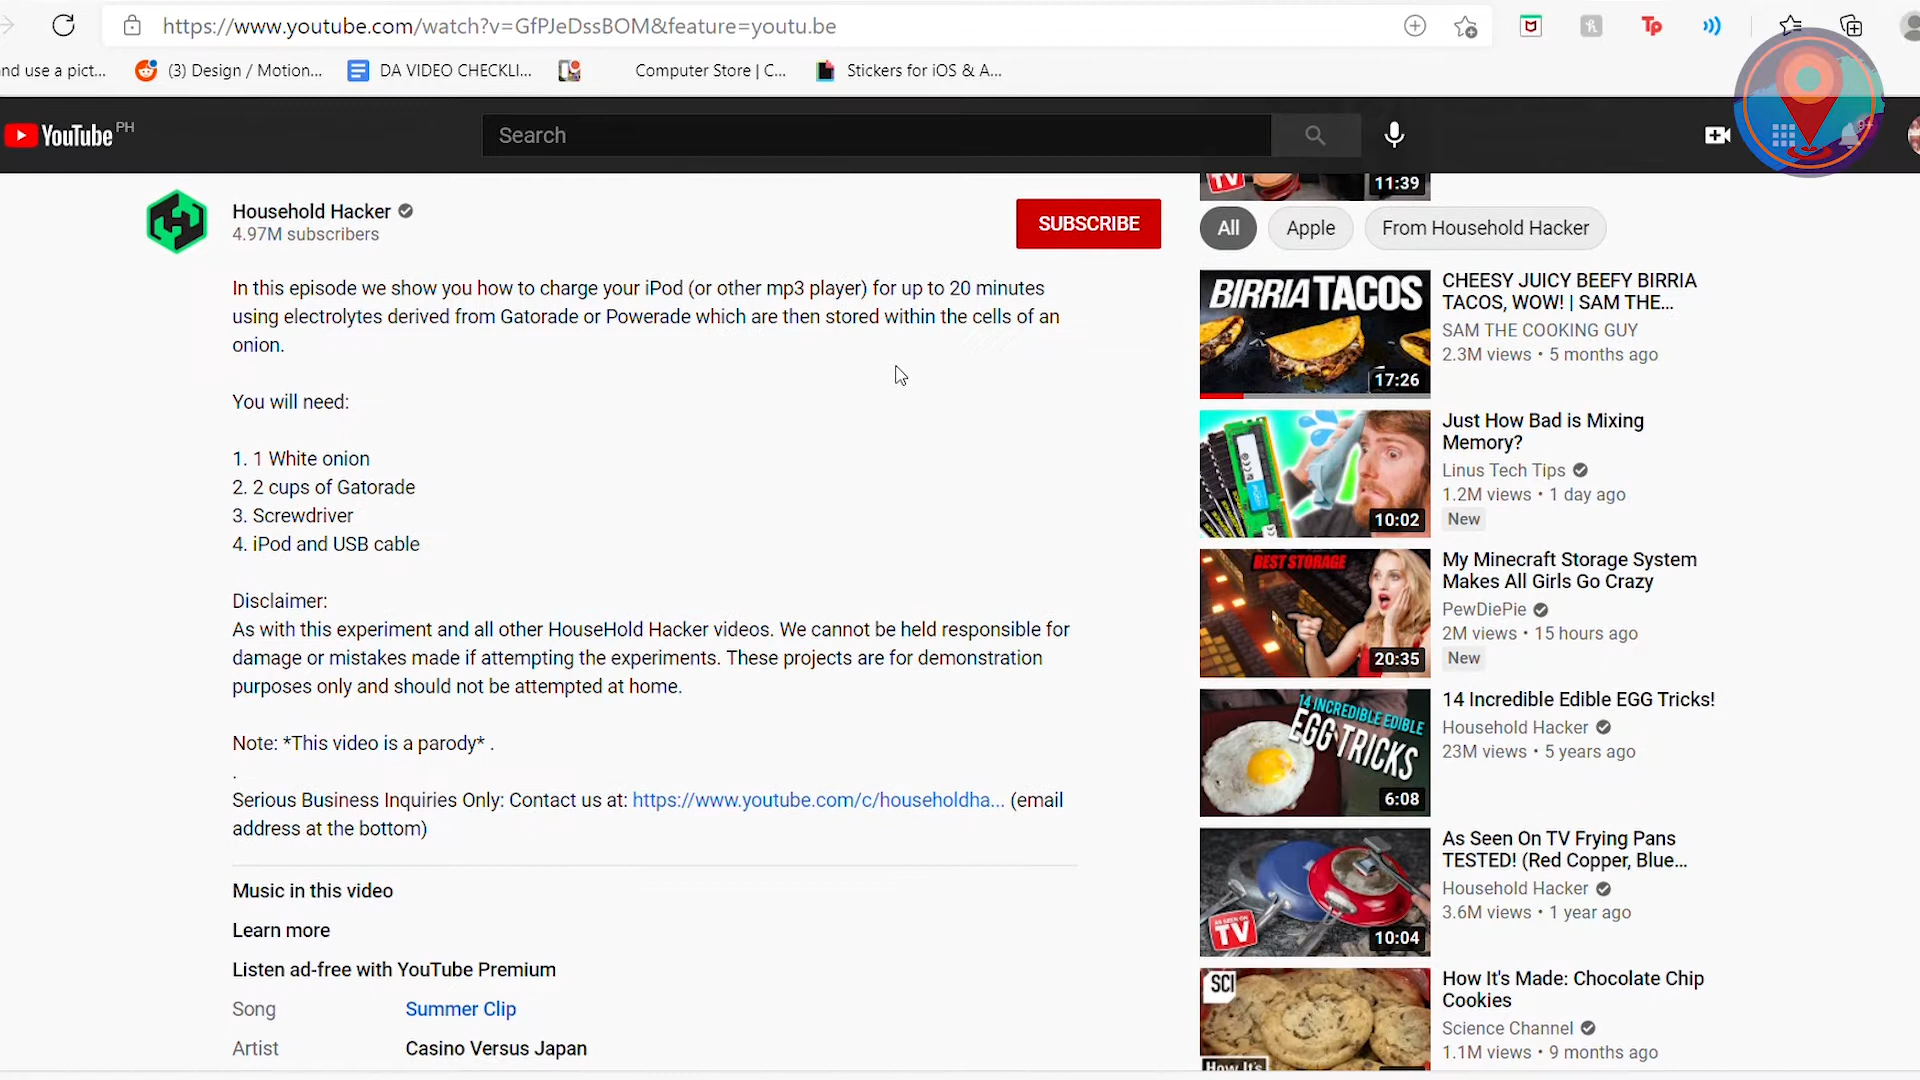 https://www.youtube.com/watch?v=GfPJeDssBOM&feature=youtu.be
nd use a pict...
(3) Design / Motion...
DA VIDEO CHECKLI...
Computer Store | C...
Stickers for iOS & A...
Tp
YouTube PH
Search
9+
Household Hacker
4.97M subscribers
SUBSCRIBE
In this episode we show you how to charge your iPod (or other mp3 player) for up to 20 minutes
using electrolytes derived from Gatorade or Powerade which are then stored within the cells of an
onion.
You will need:
1. 1 White onion
2. 2 cups of Gatorade
3. Screwdriver
4. iPod and USB cable
Disclaimer:
As with this experiment and all other HouseHold Hacker videos. We cannot be held responsible for
damage or mistakes made if attempting the experiments. These projects are for demonstration
purposes only and should not be attempted at home.
Note: *This video is a parody* .
.
Serious Business Inquiries Only: Contact us at: https://www.youtube.com/c/householdha... (email
address at the bottom)
Music in this video
Learn more
Listen ad-free with YouTube Premium
Song Summer Clip
Artist Casino Versus Japan
TV
11:39
All
Apple
From Household Hacker
BIRRIA TACOS
17:26
CHEESY JUICY BEEFY BIRRIA
TACOS, WOW! | SAM THE...
SAM THE COOKING GUY
2.3M views • 5 months ago
10:02
Just How Bad is Mixing
Memory?
Linus Tech Tips
1.2M views • 1 day ago
New
BEST STORAGE
20:35
My Minecraft Storage System
Makes All Girls Go Crazy
PewDiePie
2M views • 15 hours ago
New
14 INCREDIBLE EDIBLE
EGG TRICKS
6:08
14 Incredible Edible EGG Tricks!
Household Hacker
23M views • 5 years ago
AS SEEN ON
TV
10:04
As Seen On TV Frying Pans
TESTED! (Red Copper, Blue...
Household Hacker
3.6M views • 1 year ago
SCI
How It's
How It's Made: Chocolate Chip
Cookies
Science Channel
1.1M views • 9 months ago